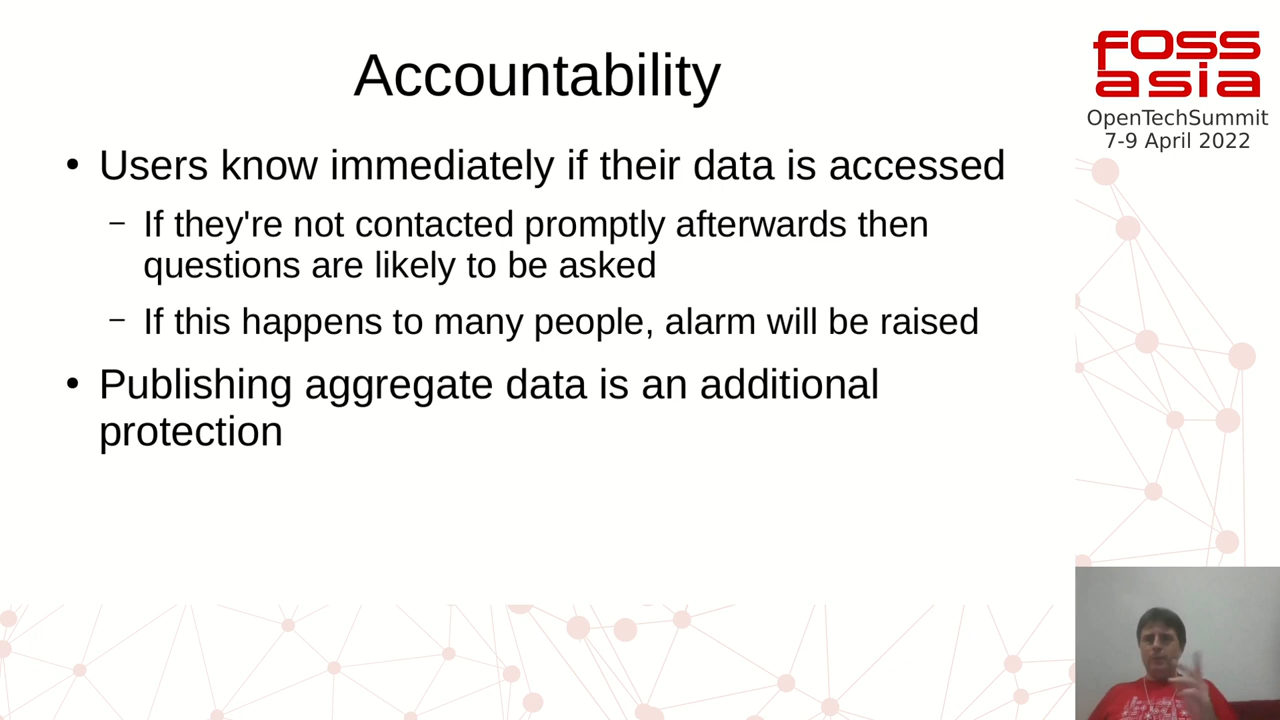 Accountability
• Users know immediately if their data is accessed
– If they're not contacted promptly afterwards then
questions are likely to be asked
– If this happens to many people, alarm will be raised
• Publishing aggregate data is an additional
protection
foss
asia
OpenTechSummit
7-9 April 2022